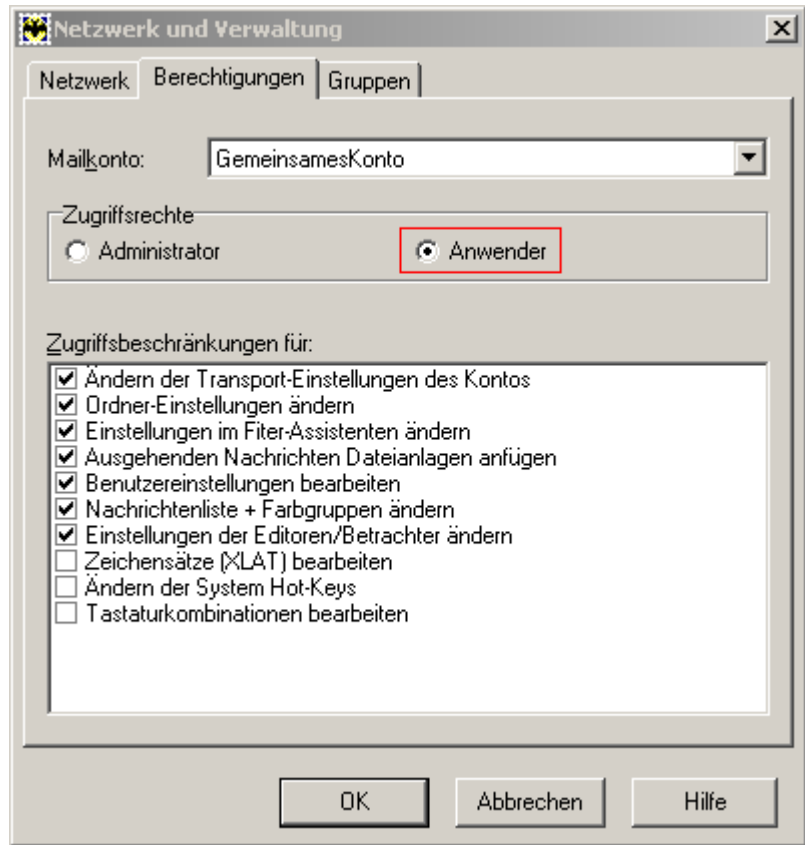 Netzwerk und Verwaltung
Netzwerk Berechtigungen Gruppen
Mailkonto: GemeinsamesKonto
Zugriffsrechte
Administrator Anwender
Zugriffsbeschränkungen für:
Ändern der Transport-Einstellungen des Kontos
Ordner-Einstellungen ändern
Einstellungen im Fiter-Assistenten ändern
Ausgehenden Nachrichten Dateianlagen anfügen
Benutzereinstellungen bearbeiten
Nachrichtenliste + Farbgruppen ändern
Einstellungen der Editoren/Betrachter ändern
Zeichensätze (XLAT) bearbeiten
Ändern der System Hot-Keys
Tastaturkombinationen bearbeiten
OK Abbrechen Hilfe